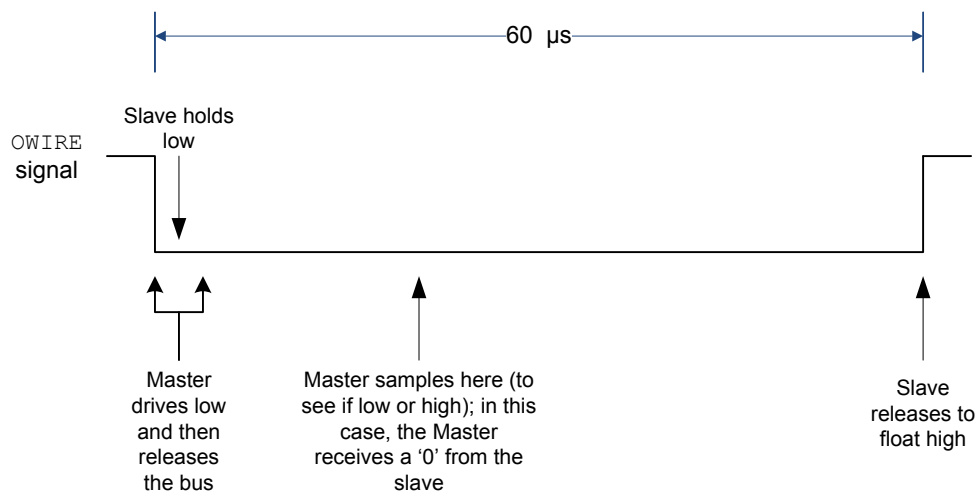 60 µs
Slave holds
low
OWIRE
signal
Master
drives low
and then
releases
the bus
Master samples here (to
see if low or high); in this
case, the Master
receives a ‘0’ from the
slave
Slave
releases to
float high